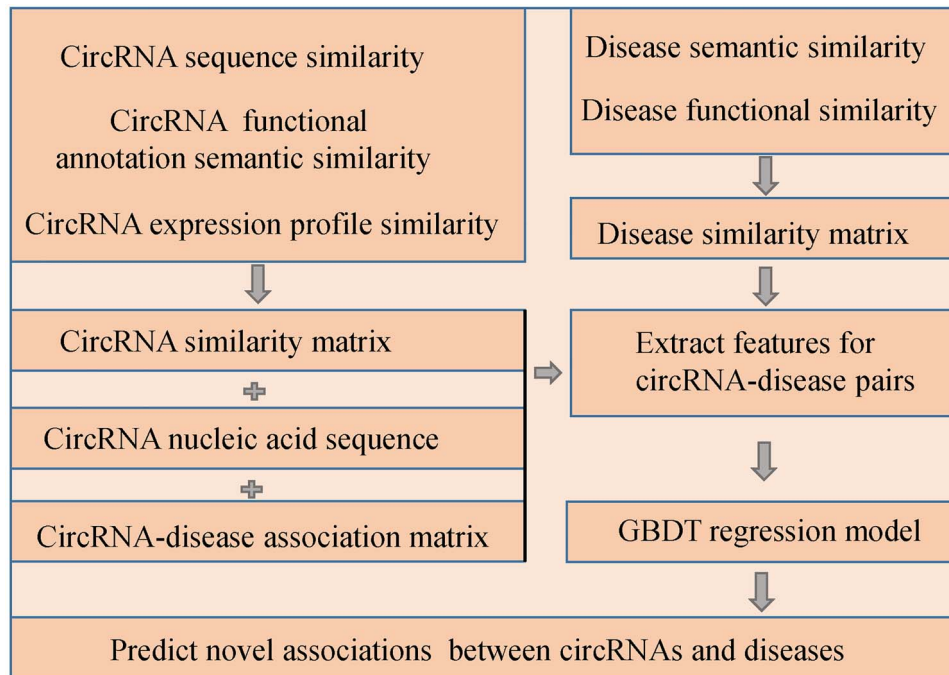 CircRNA sequence similarity
CircRNA functional
annotation semantic similarity
CircRNA expression profile similarity
CircRNA similarity matrix
CircRNA nucleic acid sequence
CircRNA-disease association matrix
Disease semantic similarity
Disease functional similarity
Disease similarity matrix
Extract features for
circRNA-disease pairs
GBDT regression model
Predict novel associations between circRNAs and diseases